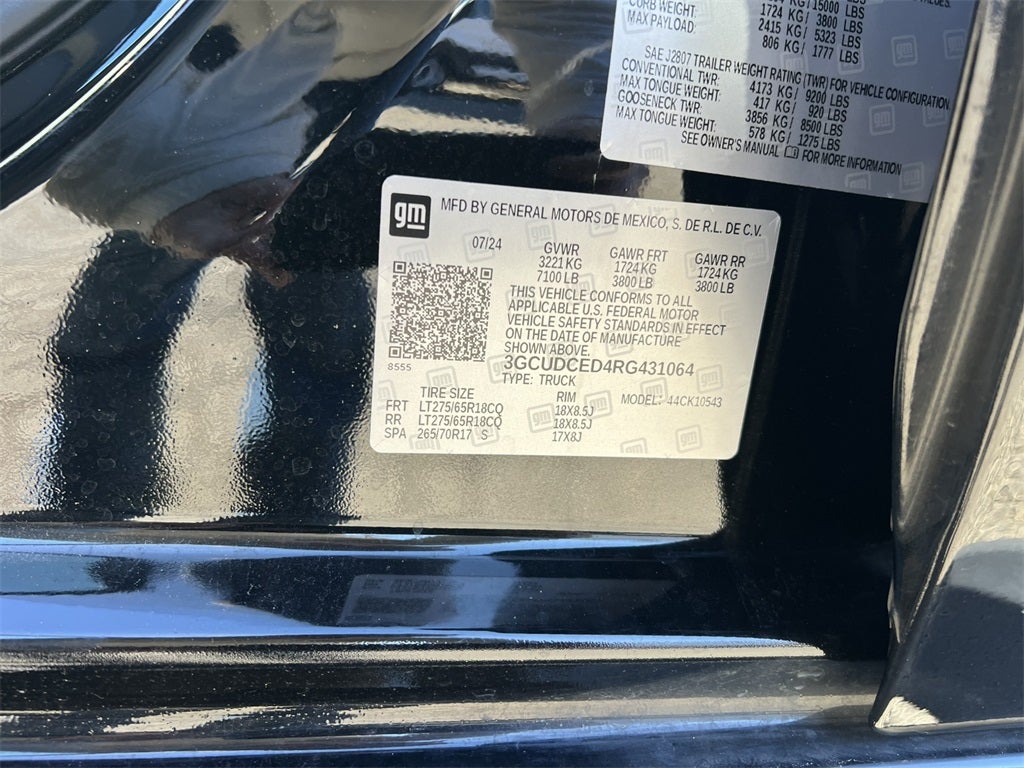 VALUES.
15000 LBS
CURB WEIGHT: 1724 KG/ 3800 LBS
MAX PAYLOAD: 2415 KG/ 5323 LBS
806 KG/ 1777 LBS
SAE J2807 TRAILER WEIGHT RATING (TWR) FOR VEHICLE CONFIGURATION
CONVENTIONAL TWR: 4173 KG/ 9200 LBS
MAX TONGUE WEIGHT: 417 KG/ 920 LBS
GOOSENECK TWR: 3856 KG/ 8500 LBS
MAX TONGUE WEIGHT: 578 KG/ 1275 LBS
SEE OWNER'S MANUAL FOR MORE INFORMATION
gm MFD BY GENERAL MOTORS DE MEXICO, S. DE R.L. DE C.V.
07/24 GVWR GAWR FRT GAWR RR
3221 KG 1724 KG 1724 KG
7100 LB 3800 LB 3800 LB
THIS VEHICLE CONFORMS TO ALL
APPLICABLE U.S. FEDERAL MOTOR
VEHICLE SAFETY STANDARDS IN EFFECT
ON THE DATE OF MANUFACTURE
SHOWN ABOVE.
8555 3GCUDCED4RG431064
TYPE: TRUCK
TIRE SIZE RIM MODEL: 44CK10543
FRT LT275/65R18CQ 18X8.5J
RR LT275/65R18CQ 18X8.5J
SPA 265/70R17 S 17X8J